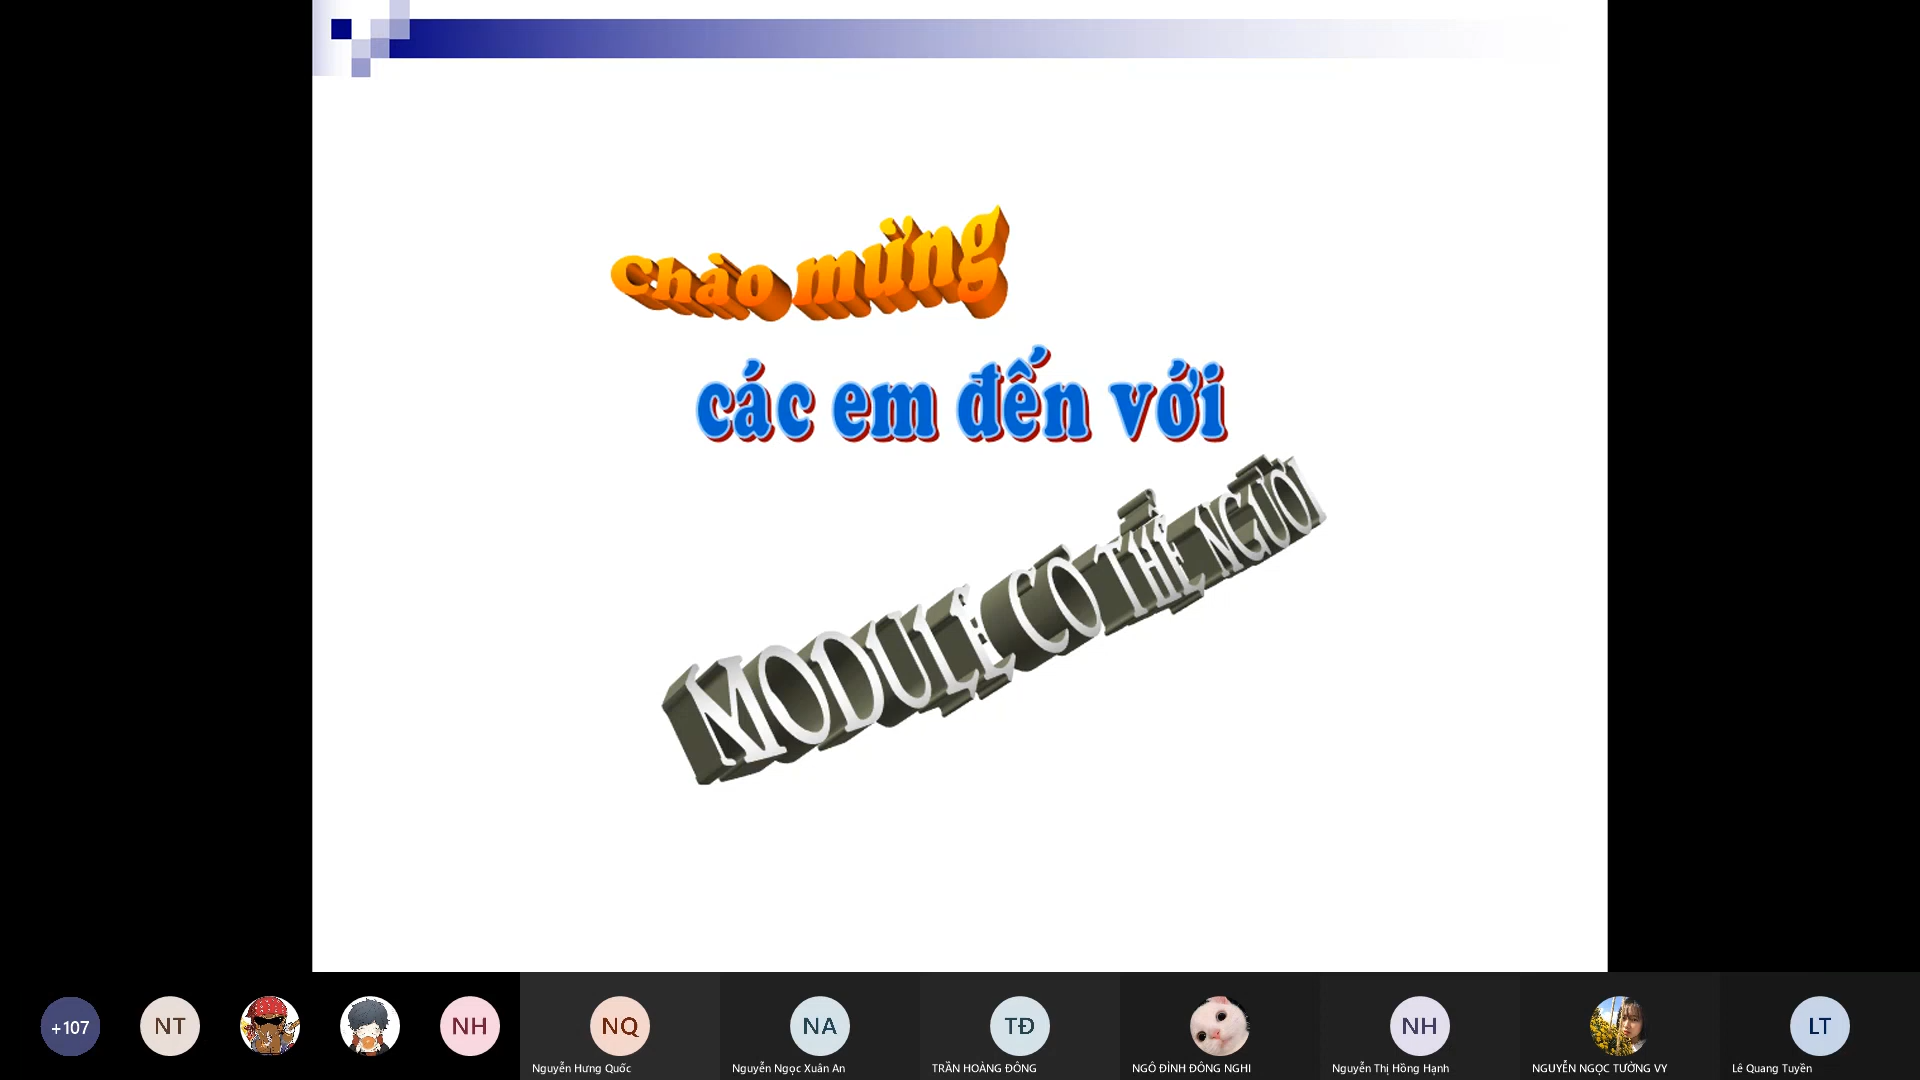 Chào mừng
các em đến với
MODULE CƠ THỂ NGƯỜI
+107
NT
NH
NQ
NA
TĐ
NH
LT
Nguyễn Hưng Quốc
Nguyễn Ngọc Xuân An
TRẦN HOÀNG ĐÔNG
NGÔ ĐÌNH ĐÔNG NGHI
Nguyễn Thị Hồng Hạnh
NGUYỄN NGỌC TƯỜNG VY
Lê Quang Tuyền